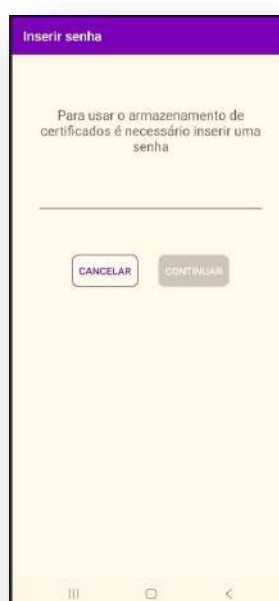 Inserir senha
Para usar o armazenamento de
certificados é necessário inserir uma
senha
CANCELAR
CONTINUAR